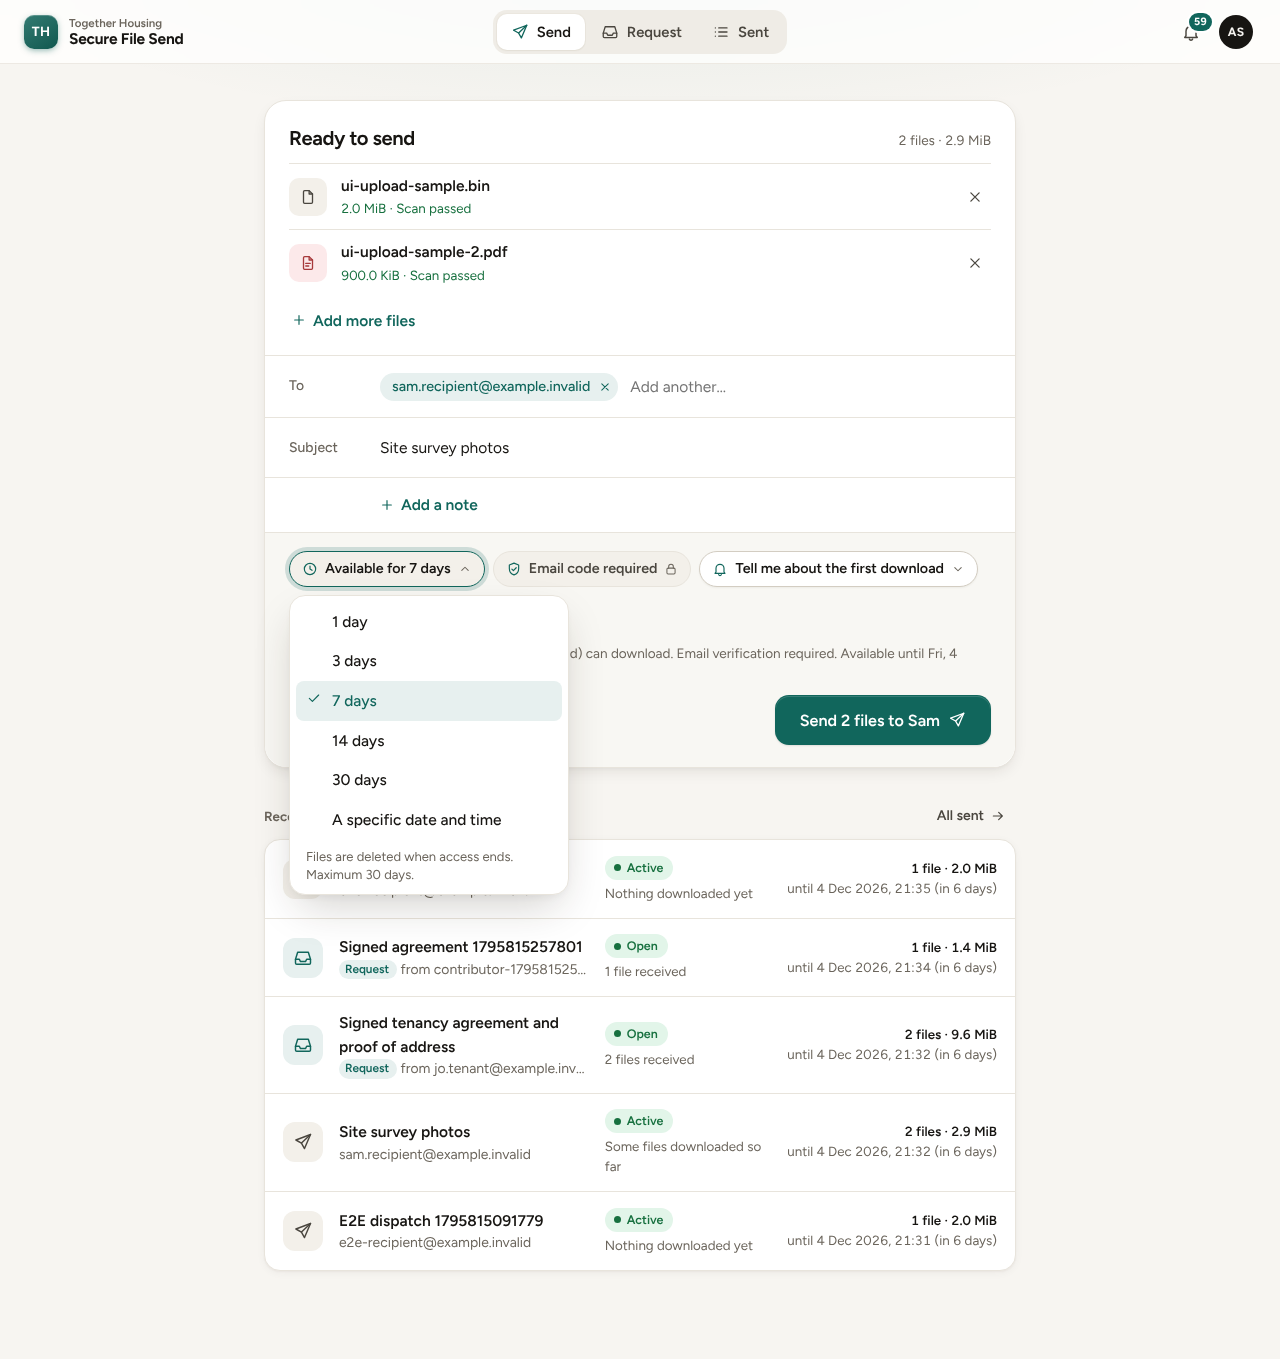 TH
Together Housing
Secure File Send
Send
Request
Sent
59
AS
Ready to send
2 files · 2.9 MiB
ui-upload-sample.bin
2.0 MiB · Scan passed
ui-upload-sample-2.pdf
900.0 KiB · Scan passed
Add more files
To
sam.recipient@example.invalid
Add another...
Subject
Site survey photos
Add a note
Available for 7 days
Email code required
Tell me about the first download
1 day
3 days
7 days
14 days
30 days
A specific date and time
Files are deleted when access ends.
Maximum 30 days.
d) can download. Email verification required. Available until Fri, 4
Send 2 files to Sam
All sent
Active
Nothing downloaded yet
1 file · 2.0 MiB
until 4 Dec 2026, 21:35 (in 6 days)
Signed agreement 1795815257801
Request from contributor-179581525...
Open
1 file received
1 file · 1.4 MiB
until 4 Dec 2026, 21:34 (in 6 days)
Signed tenancy agreement and
proof of address
Request from jo.tenant@example.inv...
Open
2 files received
2 files · 9.6 MiB
until 4 Dec 2026, 21:32 (in 6 days)
Site survey photos
sam.recipient@example.invalid
Active
Some files downloaded so
far
2 files · 2.9 MiB
until 4 Dec 2026, 21:32 (in 6 days)
E2E dispatch 1795815091779
e2e-recipient@example.invalid
Active
Nothing downloaded yet
1 file · 2.0 MiB
until 4 Dec 2026, 21:31 (in 6 days)